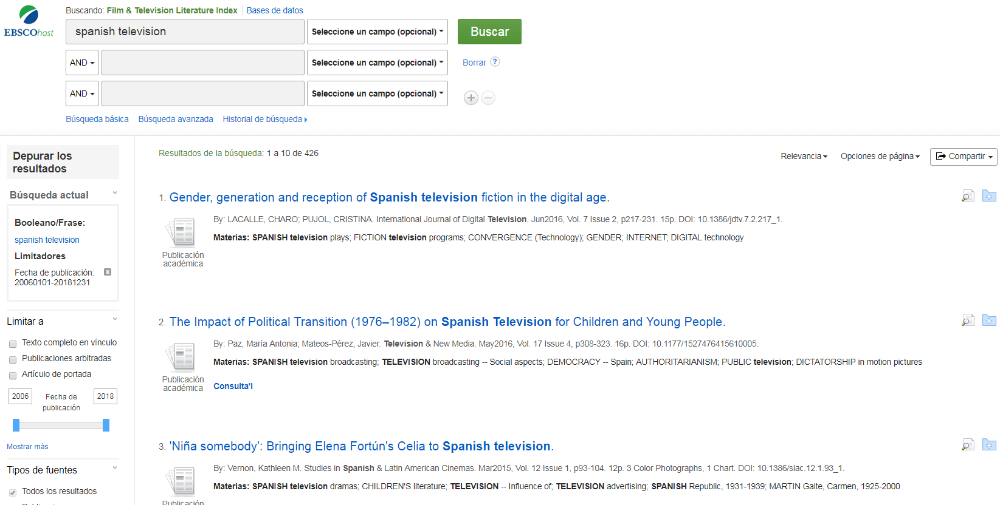 EBSCOhost
Buscando: Film & Television Literature Index | Bases de datos
spanish television
Seleccione un campo (opcional)
Buscar
AND
Seleccione un campo (opcional)
Borrar ?
AND
Seleccione un campo (opcional)
Búsqueda básica Búsqueda avanzada Historial de búsqueda
Depurar los
resultados
Búsqueda actual
Booleano/Frase:
spanish television
Limitadores
Fecha de publicación:
20060101-20181231
Limitar a
Texto completo en vínculo
Publicaciones arbitradas
Artículo de portada
2006 Fecha de publicación 2018
Mostrar más
Tipos de fuentes
Todos los resultados
Resultados de la búsqueda: 1 a 10 de 426
Relevancia Opciones de página Compartir
1. Gender, generation and reception of Spanish television fiction in the digital age.
By: LACALLE, CHARO; PUJOL, CRISTINA. International Journal of Digital Television. Jun2016, Vol. 7 Issue 2, p217-231. 15p. DOI: 10.1386/jdtv.7.2.217_1.
Materias: SPANISH television plays; FICTION television programs; CONVERGENCE (Technology); GENDER; INTERNET; DIGITAL technology
Publicación
académica
2. The Impact of Political Transition (1976–1982) on Spanish Television for Children and Young People.
By: Paz, María Antonia; Mateos-Pérez, Javier. Television & New Media. May2016, Vol. 17 Issue 4, p308-323. 16p. DOI: 10.1177/1527476415610005.
Materias: SPANISH television broadcasting; TELEVISION broadcasting -- Social aspects; DEMOCRACY -- Spain; AUTHORITARIANISM; PUBLIC television; DICTATORSHIP in motion pictures
Publicación
académica
Consulta'l
3. 'Niña somebody': Bringing Elena Fortún's Celia to Spanish television.
By: Vernon, Kathleen M. Studies in Spanish & Latin American Cinemas. Mar2015, Vol. 12 Issue 1, p93-104. 12p. 3 Color Photographs, 1 Chart. DOI: 10.1386/slac.12.1.93_1.
Materias: SPANISH television dramas; CHILDREN'S literature; TELEVISION -- Influence of; TELEVISION advertising; SPANISH Republic, 1931-1939; MARTIN Gaite, Carmen, 1925-2000
Publicación